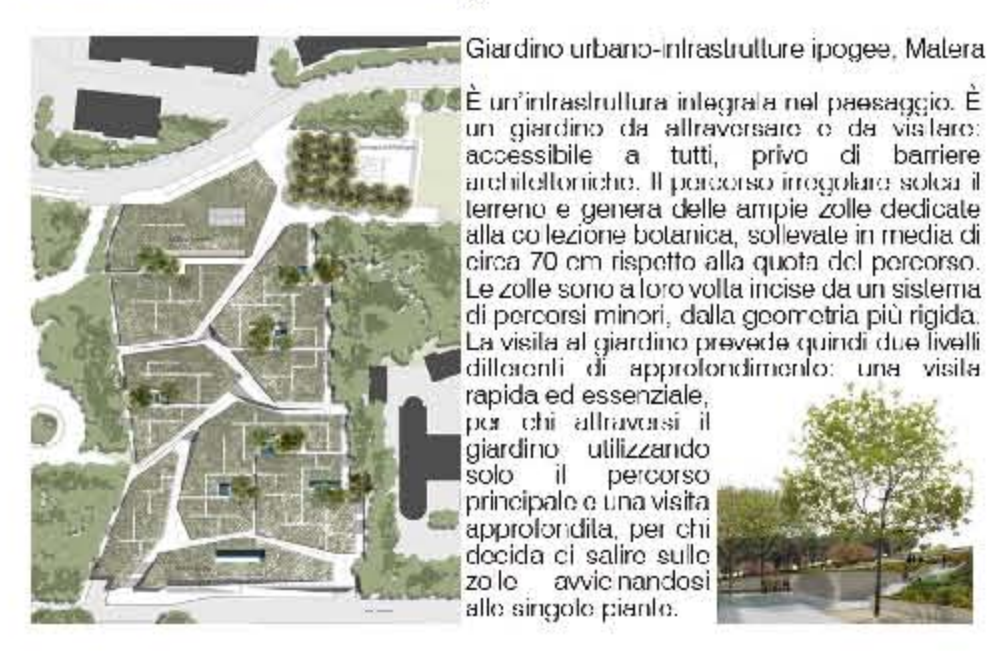 Giardino urbano-infrastrutture ipogee, Matera
È un'infrastruttura integrata nel paesaggio. È
un giardino da attraversare e da visitare:
accessibile a tutti, privo di barriere
architettoniche. Il percorso irregolare solca il
terreno e genera delle ampie zolle dedicate
alla collezione botanica, sollevate in media di
circa 70 cm rispetto alla quota del percorso.
Le zolle sono a loro volta incise da un sistema
di percorsi minori, dalla geometria più rigida.
La visita al giardino prevede quindi due livelli
differenti di approfondimento: una visita
rapida ed essenziale,
per chi attraversi il
giardino utilizzando
solo il percorso
principale e una visita
approfondita, per chi
decida di salire sulle
zolle avvicinandosi
alle singole piante.